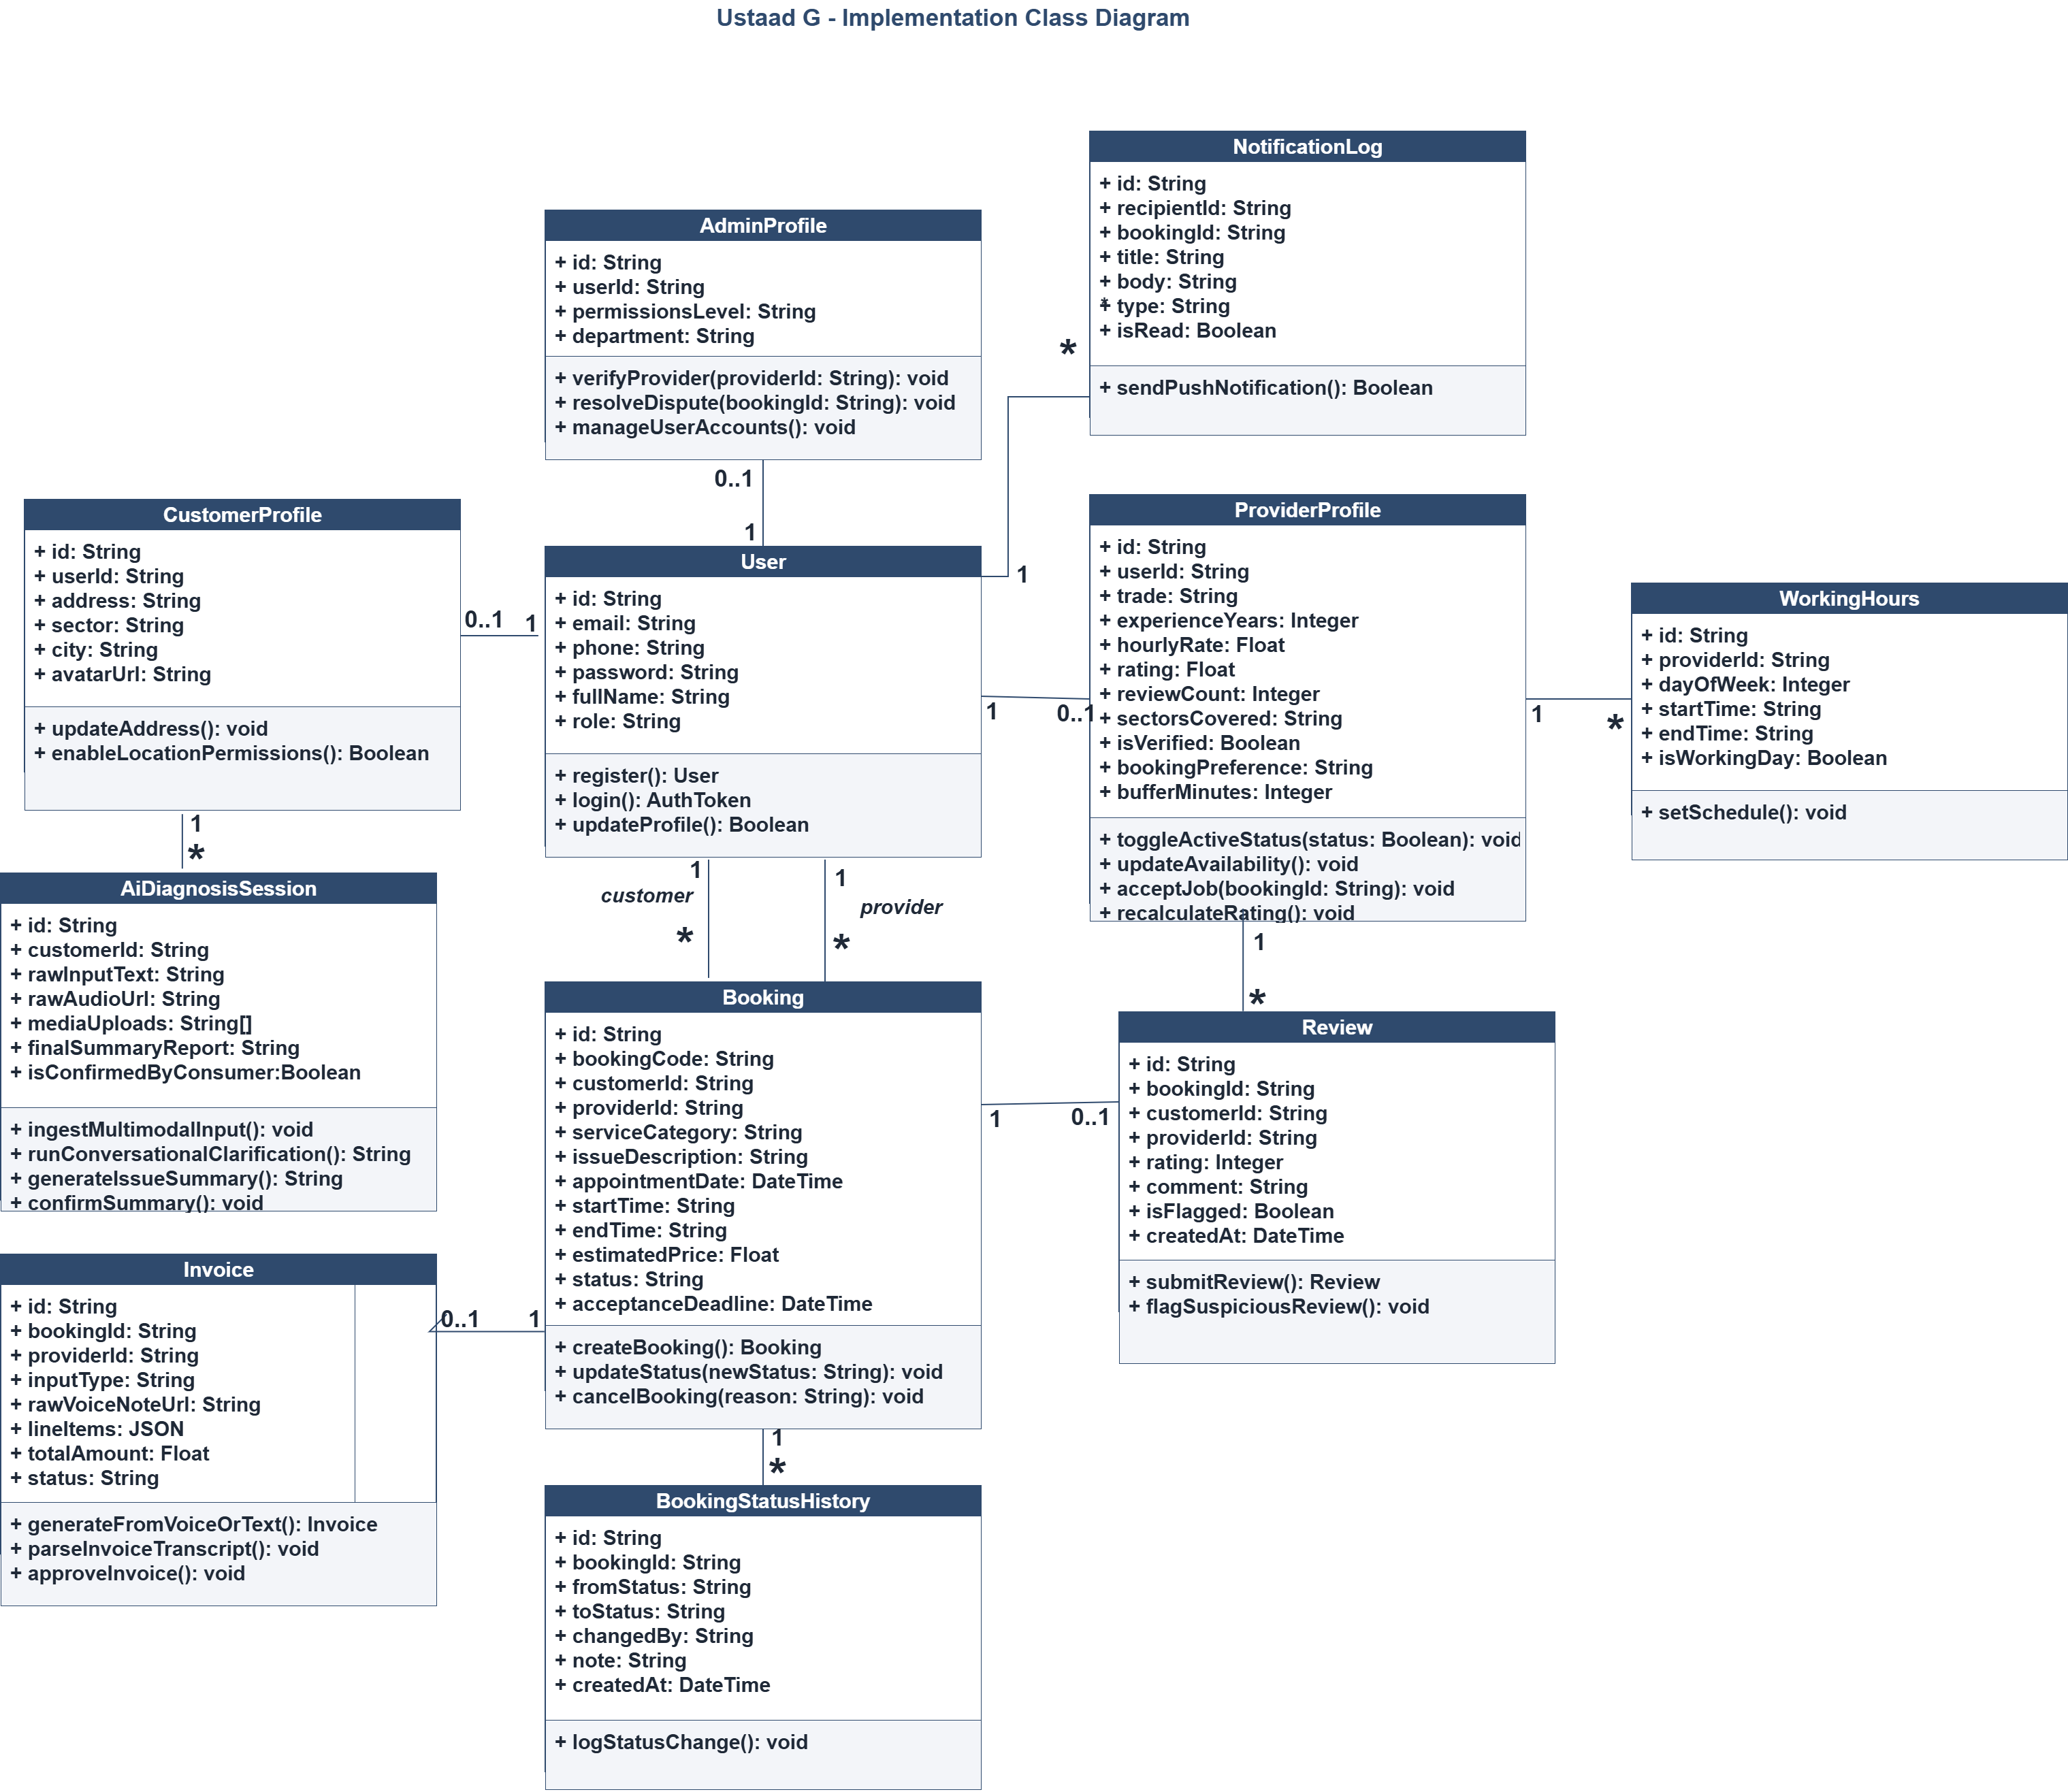 Ustaad G - Implementation Class Diagram
NotificationLog
+ id: String
+ recipientId: String
+ bookingId: String
+ title: String
+ body: String
+ type: String
*
+ isRead: Boolean
+ sendPushNotification(): Boolean
*
1
AdminProfile
+ id: String
+ userId: String
+ permissionsLevel: String
+ department: String
+ verifyProvider(providerId: String): void
+ resolveDispute(bookingId: String): void
+ manageUserAccounts(): void
0..1
1
CustomerProfile
+ id: String
+ userId: String
+ address: String
+ sector: String
+ city: String
+ avatarUrl: String
+ updateAddress(): void
+ enableLocationPermissions(): Boolean
0..1
1
User
+ id: String
+ email: String
+ phone: String
+ password: String
+ fullName: String
+ role: String
+ register(): User
+ login(): AuthToken
+ updateProfile(): Boolean
1
0..1
ProviderProfile
+ id: String
+ userId: String
+ trade: String
+ experienceYears: Integer
+ hourlyRate: Float
+ rating: Float
+ reviewCount: Integer
+ sectorsCovered: String
+ isVerified: Boolean
+ bookingPreference: String
+ bufferMinutes: Integer
+ toggleActiveStatus(status: Boolean): void
+ updateAvailability(): void
+ acceptJob(bookingId: String): void
+ recalculateRating(): void
1
*
WorkingHours
+ id: String
+ providerId: String
+ dayOfWeek: Integer
+ startTime: String
+ endTime: String
+ isWorkingDay: Boolean
+ setSchedule(): void
1
*
AiDiagnosisSession
+ id: String
+ customerId: String
+ rawInputText: String
+ rawAudioUrl: String
+ mediaUploads: String[]
+ finalSummaryReport: String
+ isConfirmedByConsumer:Boolean
+ ingestMultimodalInput(): void
+ runConversationalClarification(): String
+ generateIssueSummary(): String
+ confirmSummary(): void
1
customer
*
1
provider
*
Booking
+ id: String
+ bookingCode: String
+ customerId: String
+ providerId: String
+ serviceCategory: String
+ issueDescription: String
+ appointmentDate: DateTime
+ startTime: String
+ endTime: String
+ estimatedPrice: Float
+ status: String
+ acceptanceDeadline: DateTime
+ createBooking(): Booking
+ updateStatus(newStatus: String): void
+ cancelBooking(reason: String): void
1
*
1
0..1
Review
+ id: String
+ bookingId: String
+ customerId: String
+ providerId: String
+ rating: Integer
+ comment: String
+ isFlagged: Boolean
+ createdAt: DateTime
+ submitReview(): Review
+ flagSuspiciousReview(): void
Invoice
+ id: String
+ bookingId: String
+ providerId: String
+ inputType: String
+ rawVoiceNoteUrl: String
+ lineItems: JSON
+ totalAmount: Float
+ status: String
+ generateFromVoiceOrText(): Invoice
+ parseInvoiceTranscript(): void
+ approveInvoice(): void
0..1
1
1
*
BookingStatusHistory
+ id: String
+ bookingId: String
+ fromStatus: String
+ toStatus: String
+ changedBy: String
+ note: String
+ createdAt: DateTime
+ logStatusChange(): void